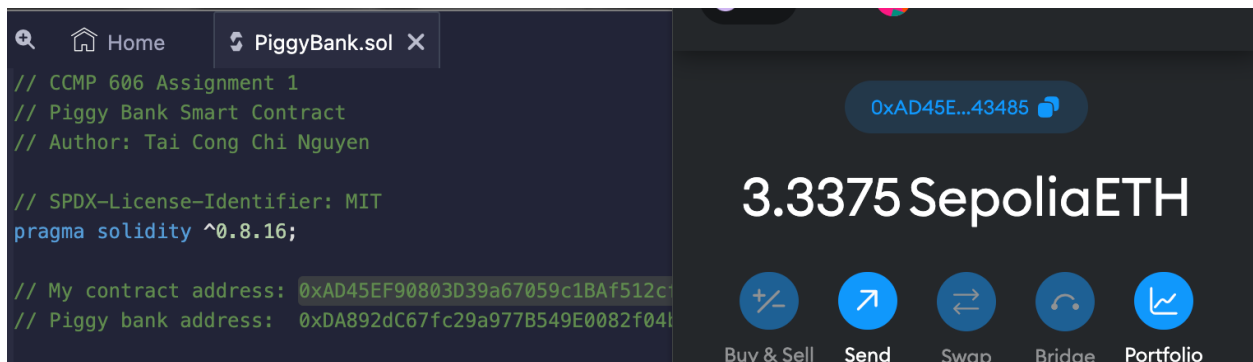 Home
PiggyBank.sol
// CCMP 606 Assignment 1
// Piggy Bank Smart Contract
// Author: Tai Cong Chi Nguyen
// SPDX-License-Identifier: MIT
pragma solidity ^0.8.16;
// My contract address: 0xAD45EF90803D39a67059c1BAf512c
// Piggy bank address: 0xDA892dC67fc29a977B549E0082f04
0xAD45E...43485
3.3375 SepoliaETH
Buy & Sell
Send
Swap
Bridge
Portfolio